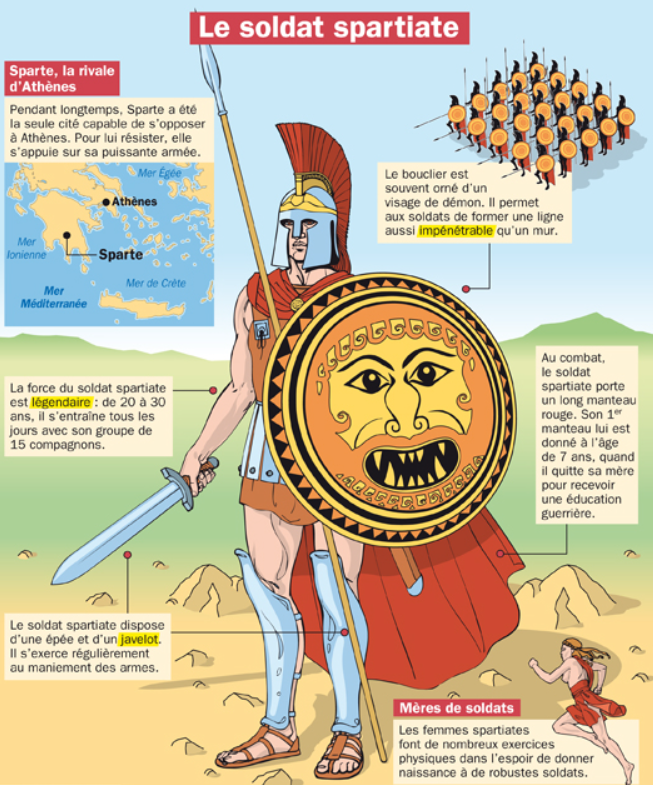 Le soldat spartiate
Sparte, la rivale
d'Athènes
Pendant longtemps, Sparte a été
la seule cité capable de s'opposer
à Athènes. Pour lui résister, elle
s'appuie sur sa puissante armée.
Mer Égée
Athènes
Mer
Ionienne
Sparte
Mer
Méditerranée
Mer de Crète
Le bouclier est
souvent orné d'un
visage de démon. Il permet
aux soldats de former une ligne
aussi impénétrable qu'un mur.
La force du soldat spartiate
est légendaire : de 20 à 30
ans, il s'entraîne tous les
jours avec son groupe de
15 compagnons.
Au combat,
le soldat
spartiate porte
un long manteau
rouge. Son 1er
manteau lui est
donné à l'âge
de 7 ans, quand
il quitte sa mère
pour recevoir
une éducation
guerrière.
Le soldat spartiate dispose
d'une épée et d'un javelot.
Il s'exerce régulièrement
au maniement des armes.
Mères de soldats
Les femmes spartiates
font de nombreux exercices
physiques dans l'espoir de donner
naissance à de robustes soldats.